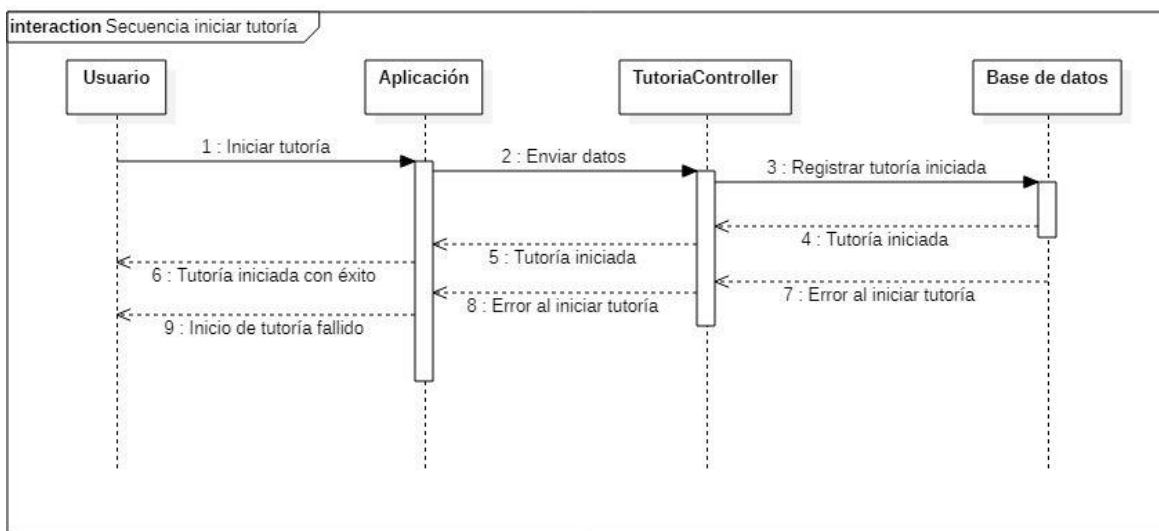 interaction Secuencia iniciar tutoría
Usuario
Aplicación
TutoriaController
Base de datos
1 : Iniciar tutoría
2 : Enviar datos
3 : Registrar tutoría iniciada
4 : Tutoría iniciada
5 : Tutoría iniciada
6 : Tutoría iniciada con éxito
7 : Error al iniciar tutoría
8 : Error al iniciar tutoría
9 : Inicio de tutoría fallido